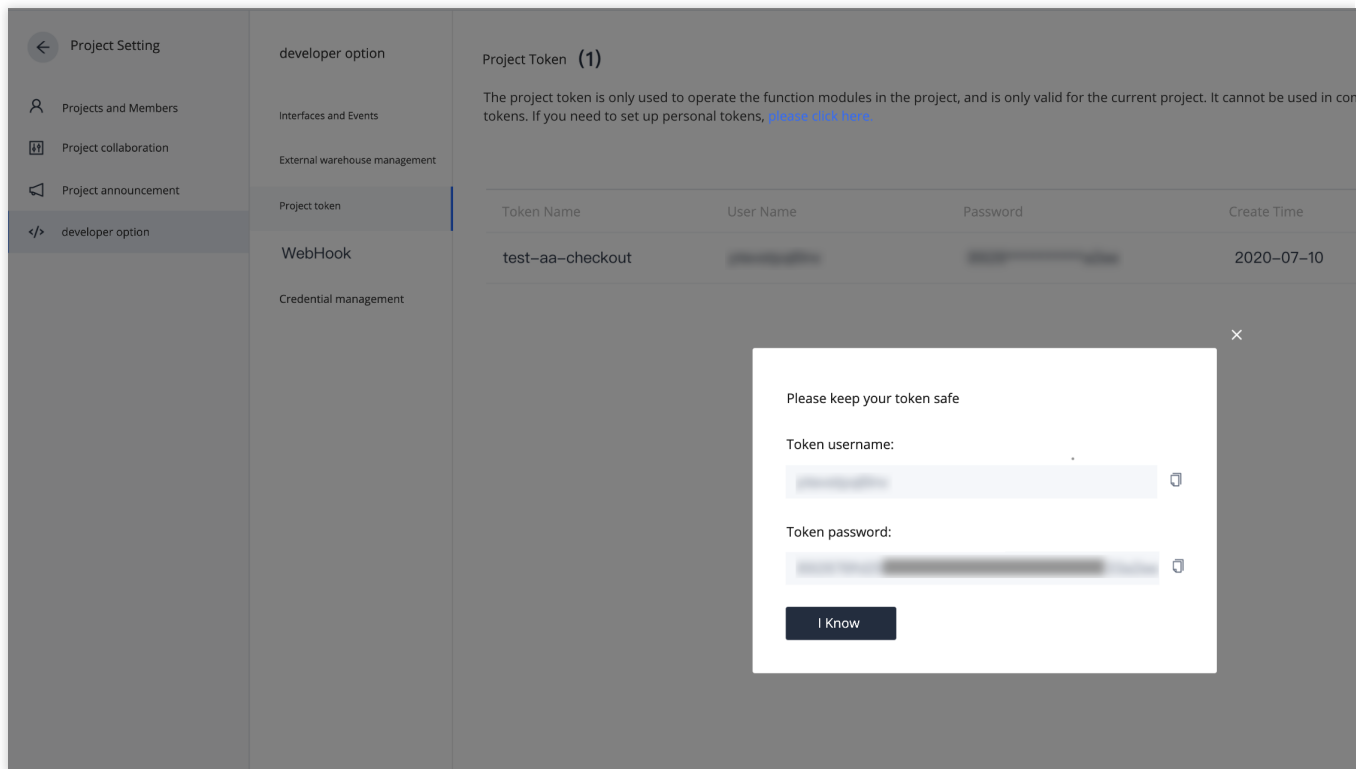 Project Setting
Projects and Members
Project collaboration
Project announcement
</> developer option
developer option
Interfaces and Events
External warehouse management
Project token
WebHook
Credential management
Project Token (1)
The project token is only used to operate the function modules in the project, and is only valid for the current project. It cannot be used in
tokens. If you need to set up personal tokens, please click here.
Token Name User Name Password Create Time
test-aa-checkout 2020-07-10
Please keep your token safe
Token username:
Token password:
I Know